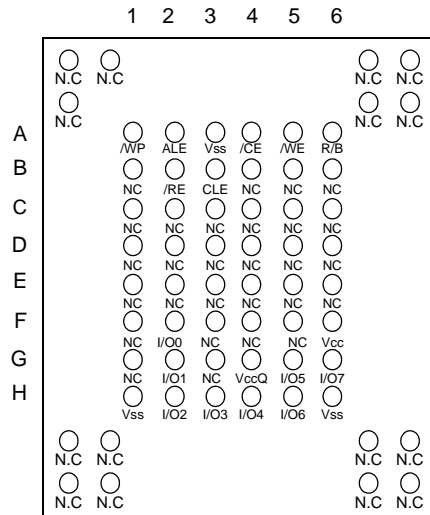 1 2 3 4 5 6
N.C N.C N.C N.C
N.C N.C N.C
A
/WP ALE Vss /CE /WE R/B
B
NC /RE CLE NC NC NC
C
NC NC NC NC NC NC
D
NC NC NC NC NC NC
E
NC NC NC NC NC NC
F
NC I/O0 NC NC NC Vcc
G
NC I/O1 NC VccQ I/O5 I/O7
H
Vss I/O2 I/O3 I/O4 I/O6 Vss
N.C N.C N.C N.C
N.C N.C N.C N.C